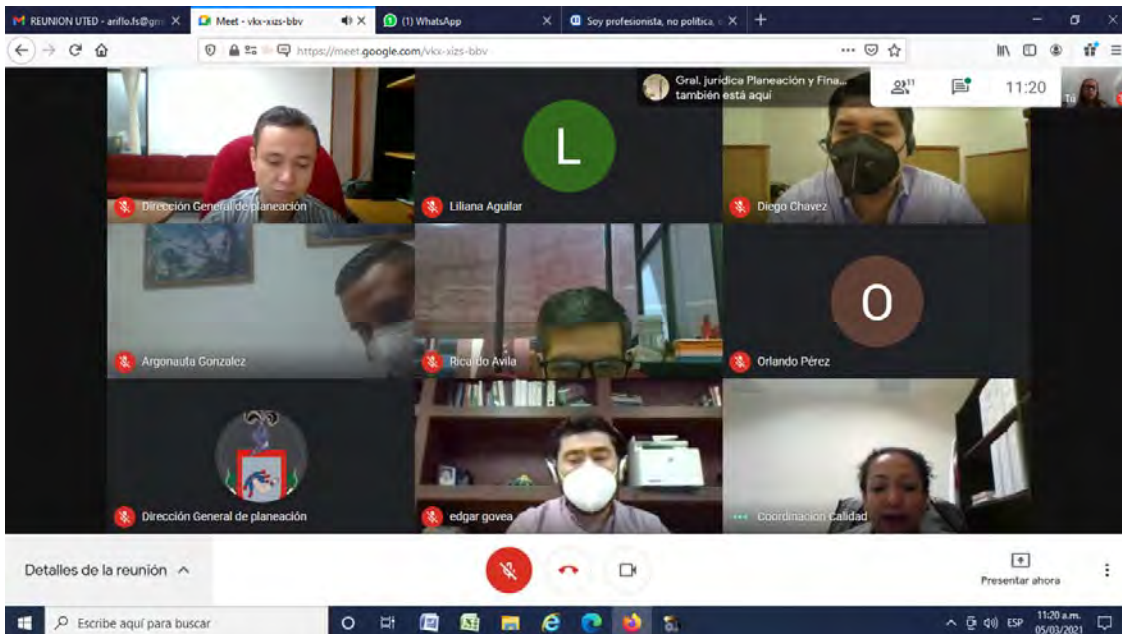 REUNION UTED - ariflo.fs@gm
Meet - vkx-xizs-bbv
(1) WhatsApp
Soy profesionista, no política,
https://meet.google.com/vkx-xizs-bbv
Gral. jurídica Planeación y Fina...
también está aquí
11
11:20
Tú
L
Dirección General de planeación
Liliana Aguilar
Diego Chavez
O
Argonauta Gonzalez
Ricardo Avila
Orlando Pérez
Dirección General de planeación
edgar govea
Coordinacion Calidad
Detalles de la reunión
Presentar ahora
Escribe aquí para buscar
ESP
11:20 a.m.
05/03/2021